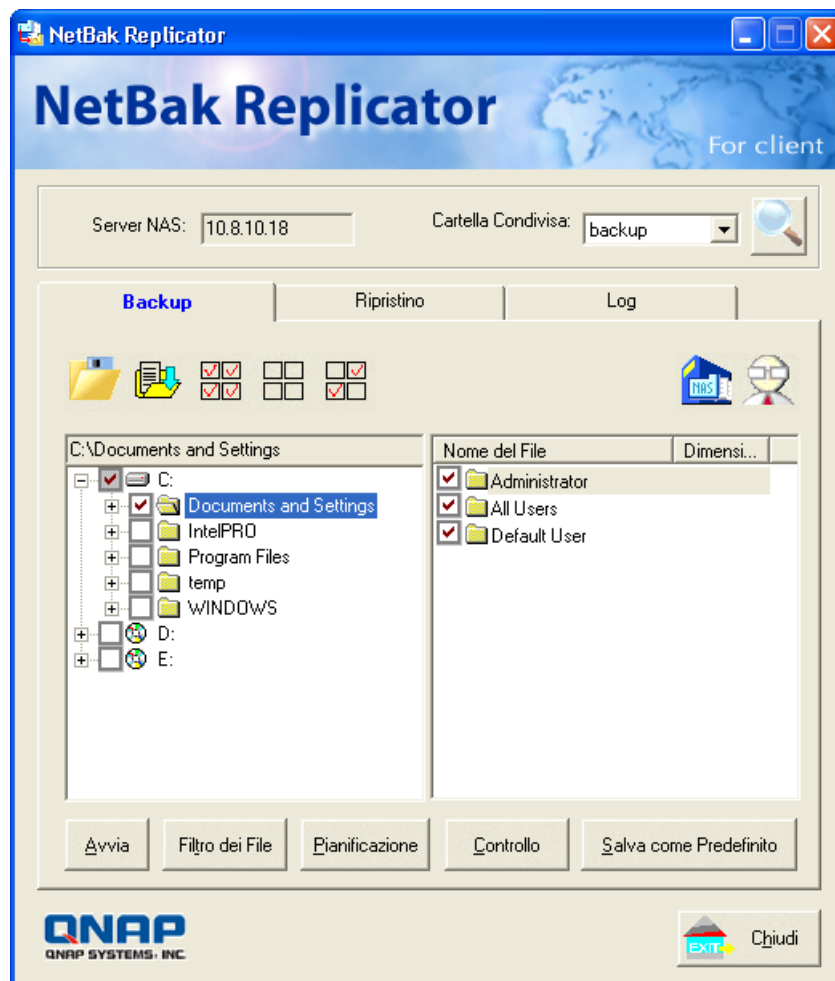 NetBak Replicator
NetBak Replicator
For client
Server NAS: 10.8.10.18 Cartella Condivisa: backup
Backup Ripristino Log
NAS
C:\Documents and Settings
C:
Documents and Settings
IntelPRO
Program Files
temp
WINDOWS
D:
E:
Nome del File Dimensi...
Administrator
All Users
Default User
Avvia Filtro dei File Pianificazione Controllo Salva come Predefinito
QNAP
QNAP SYSTEMS, INC.
EXIT Chiudi